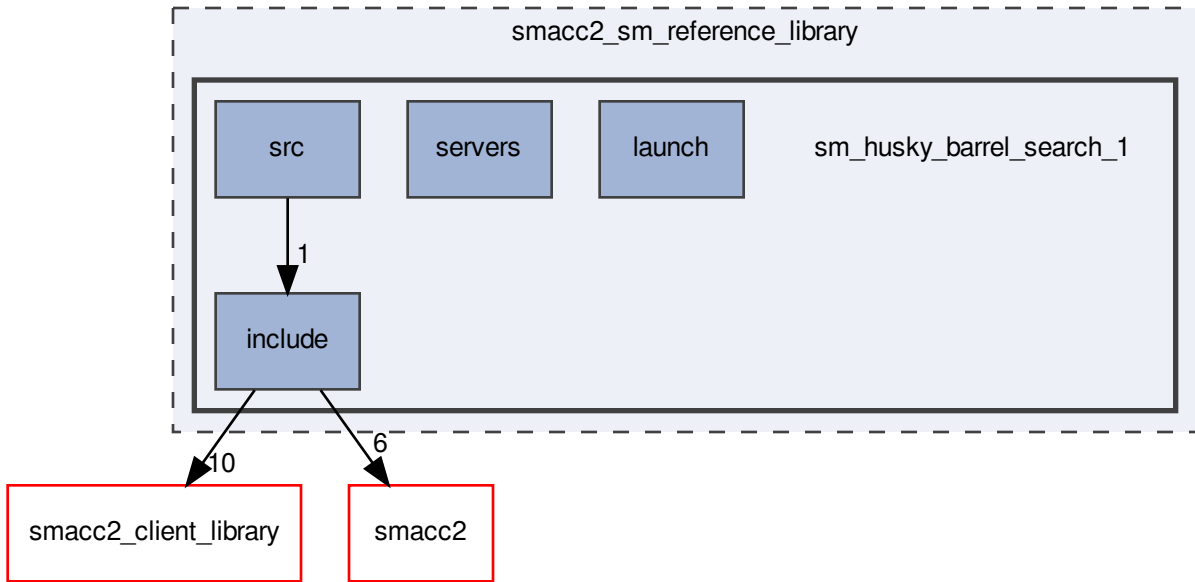 smacc2_sm_reference_library
src
servers
launch
sm_husky_barrel_search_1
1
include
10
6
smacc2_client_library
smacc2